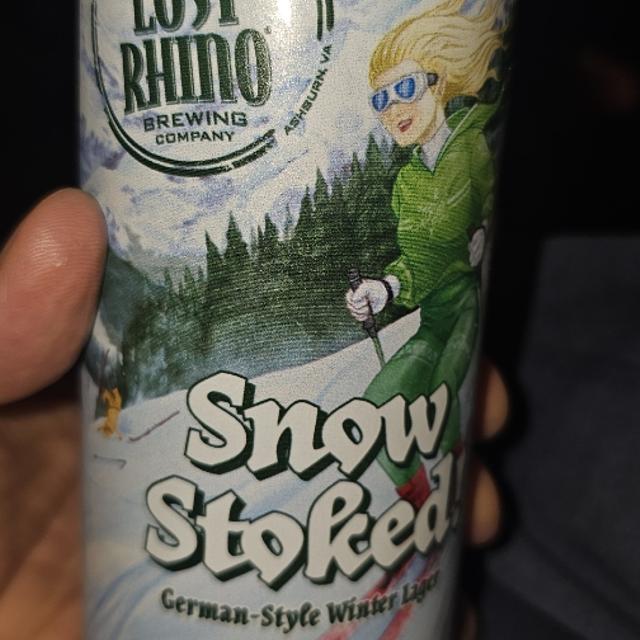 LOST
RHINO
BREWING
COMPANY
ASHBURN, VA
Snow
Stoked!
German-Style Winter Lager